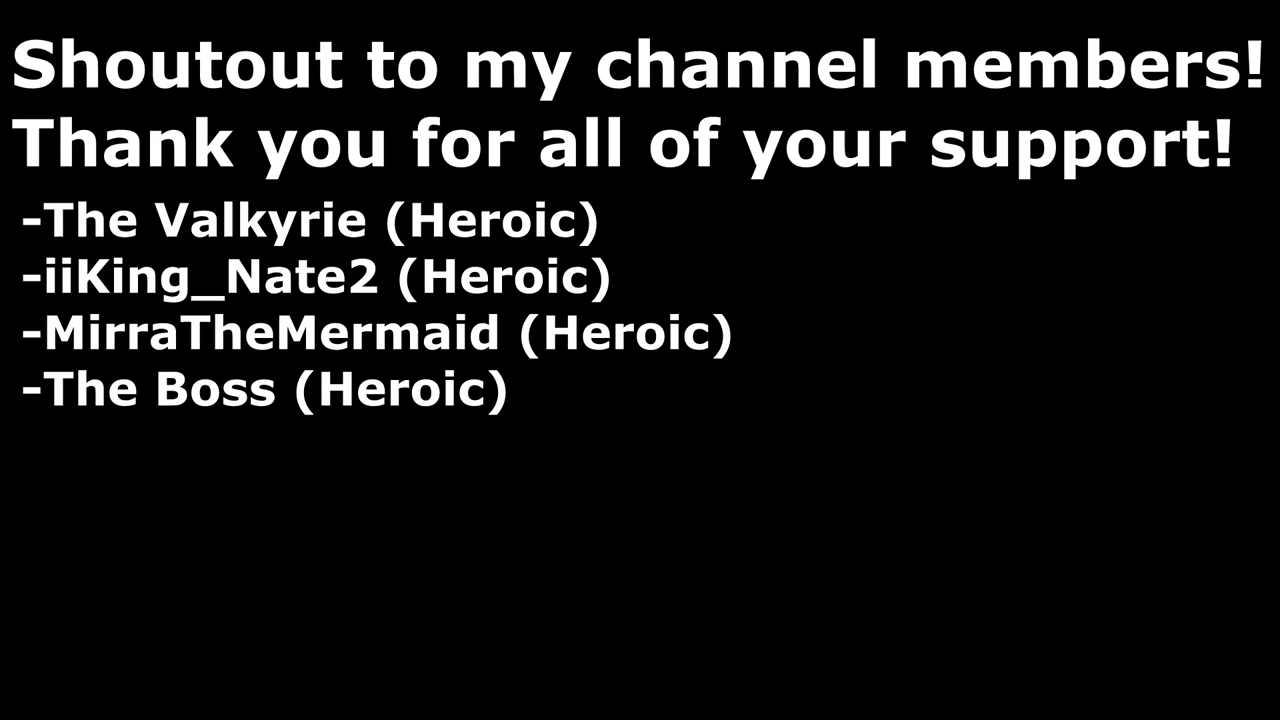 Shoutout to my channel members!
Thank you for all of your support!
-The Valkyrie (Heroic)
-iiKing_Nate2 (Heroic)
-MirraTheMermaid (Heroic)
-The Boss (Heroic)